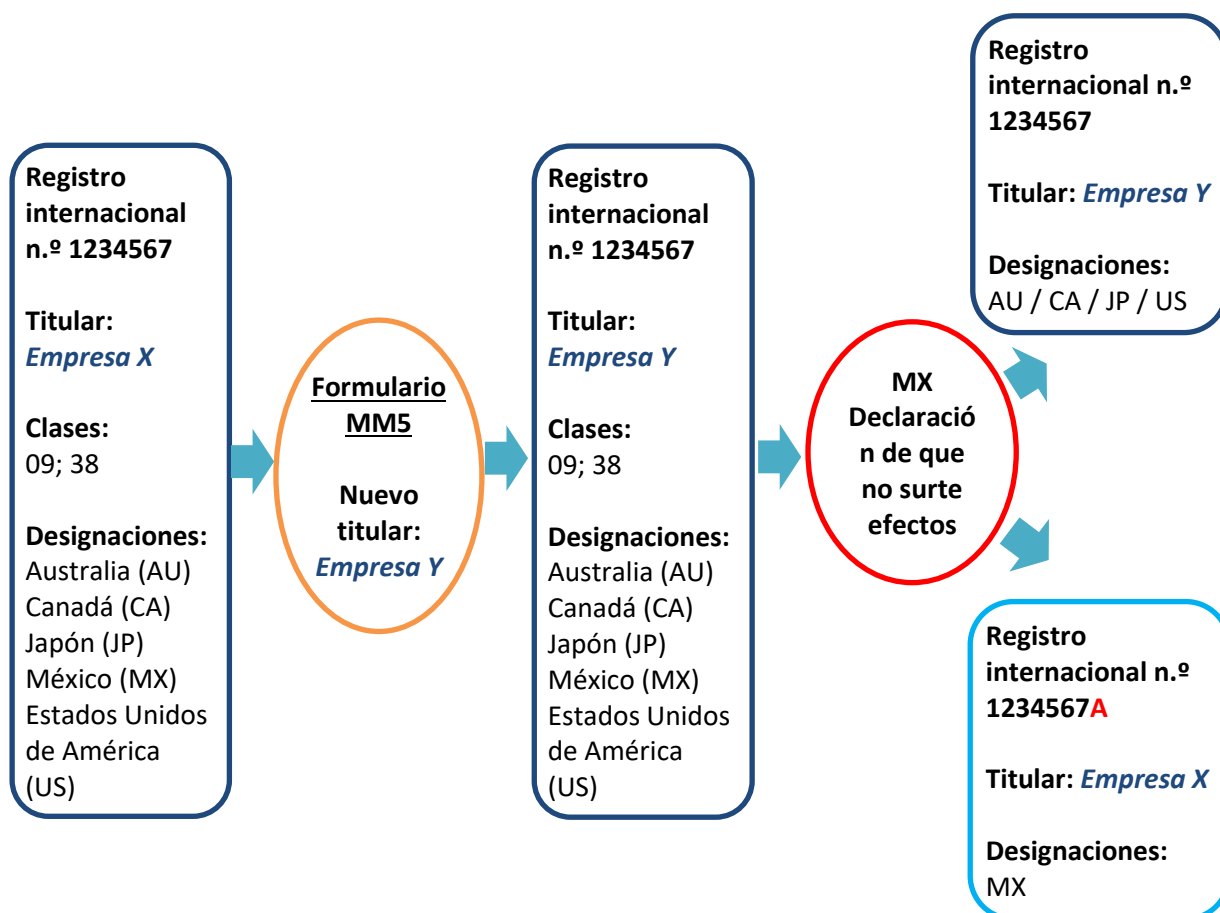 Registro
internacional
n.º 1234567
Titular:
Empresa X
Clases:
09; 38
Designaciones:
Australia (AU)
Canadá (CA)
Japón (JP)
México (MX)
Estados Unidos
de América
(US)
Formulario
MM5
Nuevo
titular:
Empresa Y
Registro
internacional
n.º 1234567
Titular:
Empresa Y
Clases:
09; 38
Designaciones:
Australia (AU)
Canadá (CA)
Japón (JP)
México (MX)
Estados Unidos
de América
(US)
MX
Declaració
n de que
no surte
efectos
Registro
internacional n.º
1234567
Titular: Empresa Y
Designaciones:
AU / CA / JP / US
Registro
internacional n.º
1234567A
Titular: Empresa X
Designaciones:
MX